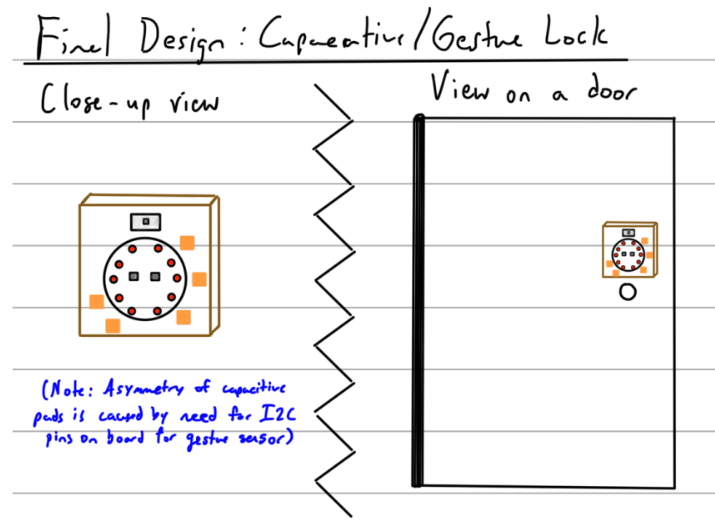 Final Design: Capacative/Gesture Lock
Close-up view
View on a door
(Note: Asymmetry of capacitive
pads is caused by need for I2C
pins on board for gesture sensor)